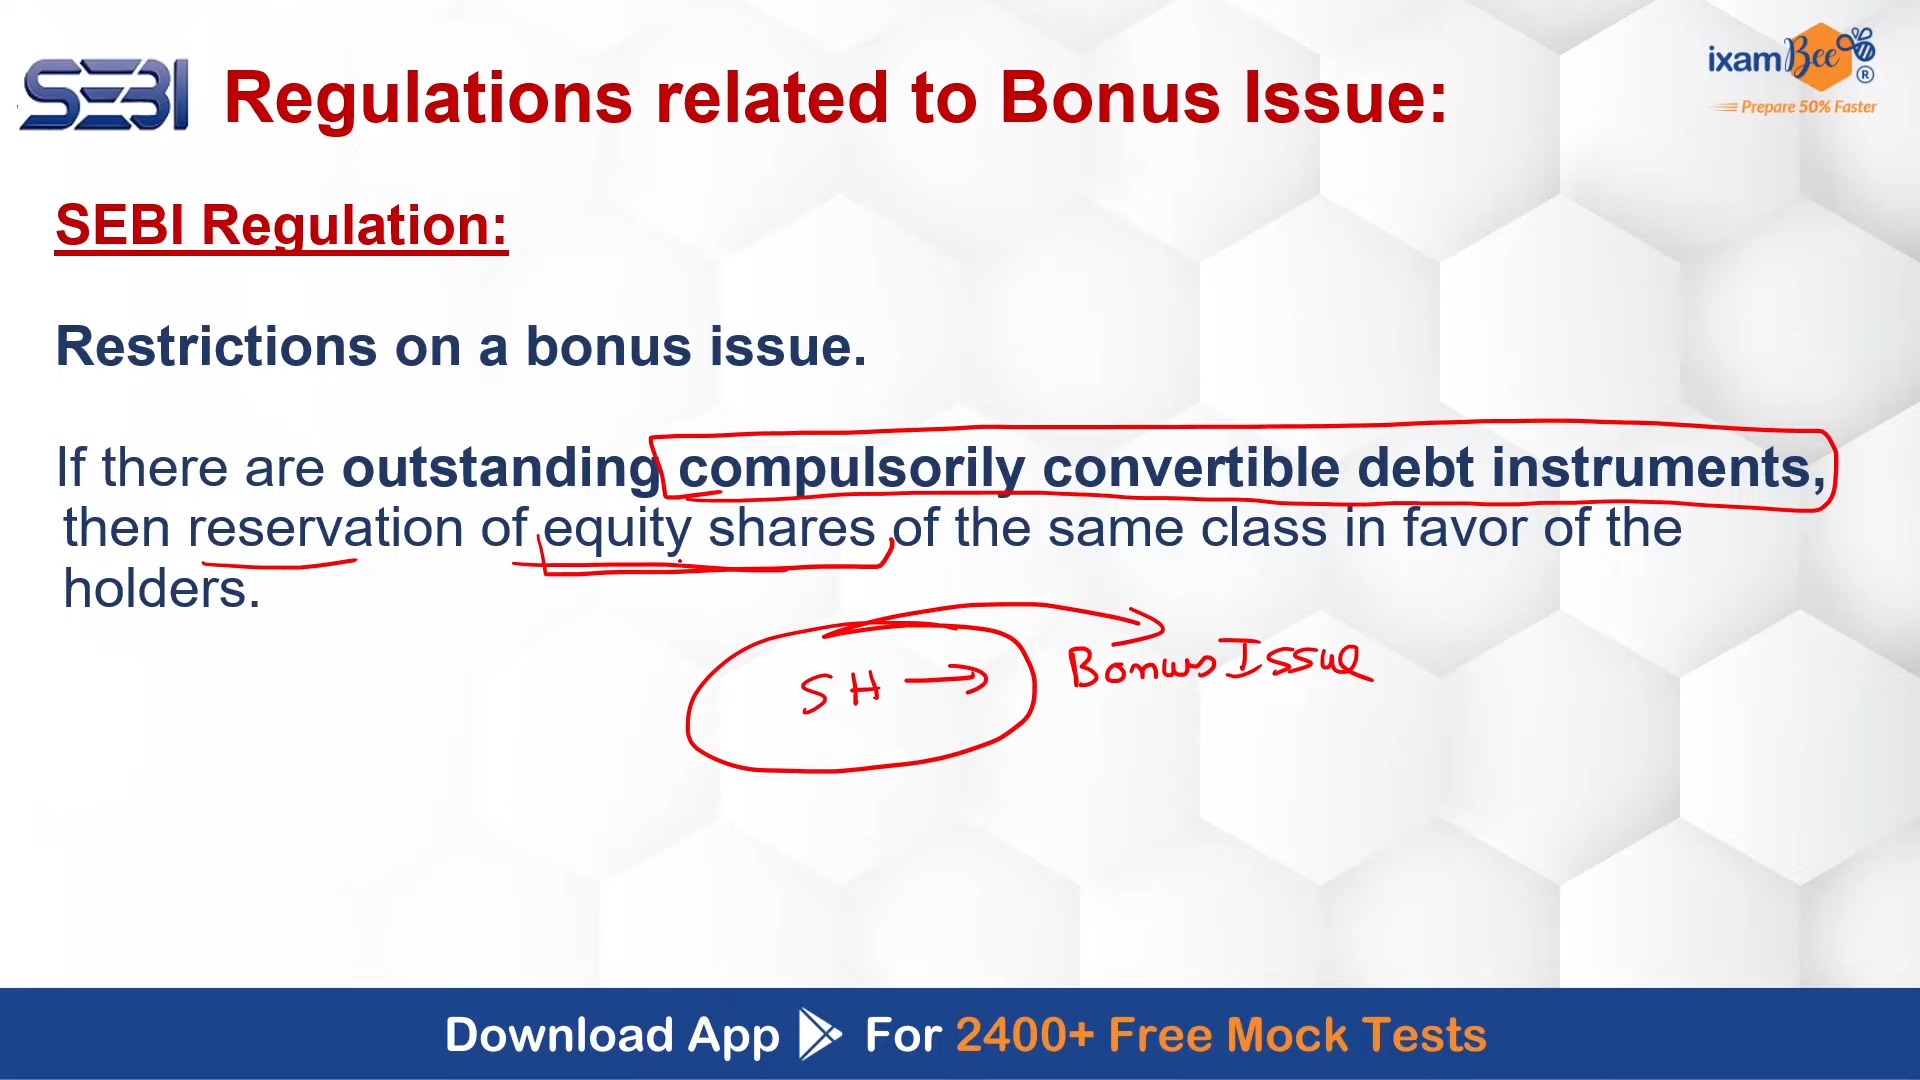 SEBI Regulations related to Bonus Issue:
ixamBee®
Prepare 50% Faster
SEBI Regulation:
Restrictions on a bonus issue.
If there are outstanding compulsorily convertible debt instruments,
then reservation of equity shares of the same class in favor of the
holders.
SH → Bonus Issue
Download App For 2400+ Free Mock Tests